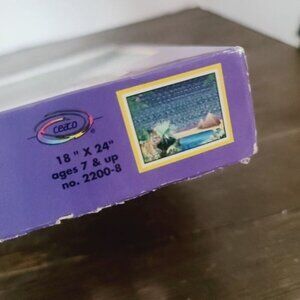 ceaco
®
18" X 24"
ages 7 & up
no. 2200-8